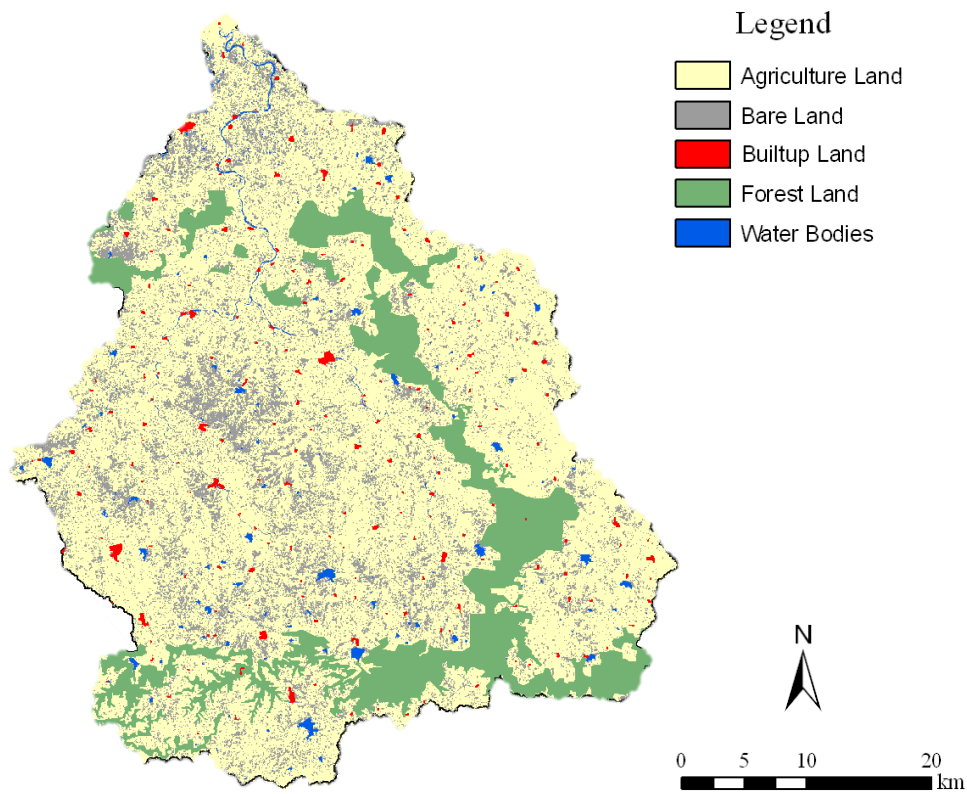 Legend
Agriculture Land
Bare Land
Builtup Land
Forest Land
Water Bodies
N
0 5 10 20
km